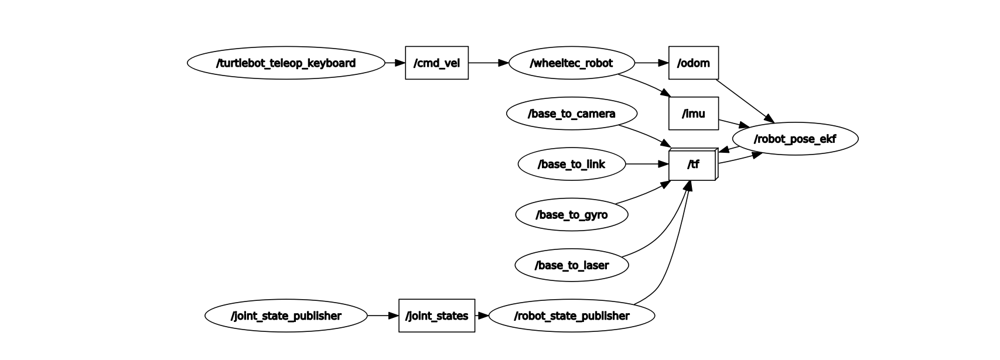 /turtlebot_teleop_keyboard
/cmd_vel
/wheeltec_robot
/odom
/base_to_camera
/imu
/robot_pose_ekf
/base_to_link
/tf
/base_to_gyro
/base_to_laser
/joint_state_publisher
/joint_states
/robot_state_publisher